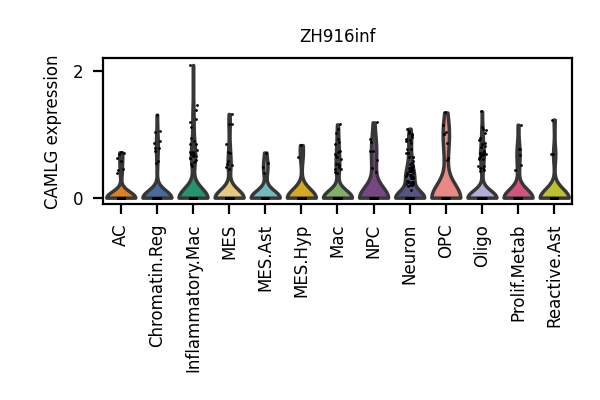 ZH916inf
CAMLG expression
2
0
AC
Chromatin.Reg
Inflammatory.Mac
MES
MES.Ast
MES.Hyp
Mac
NPC
Neuron
OPC
Oligo
Prolif.Metab
Reactive.Ast